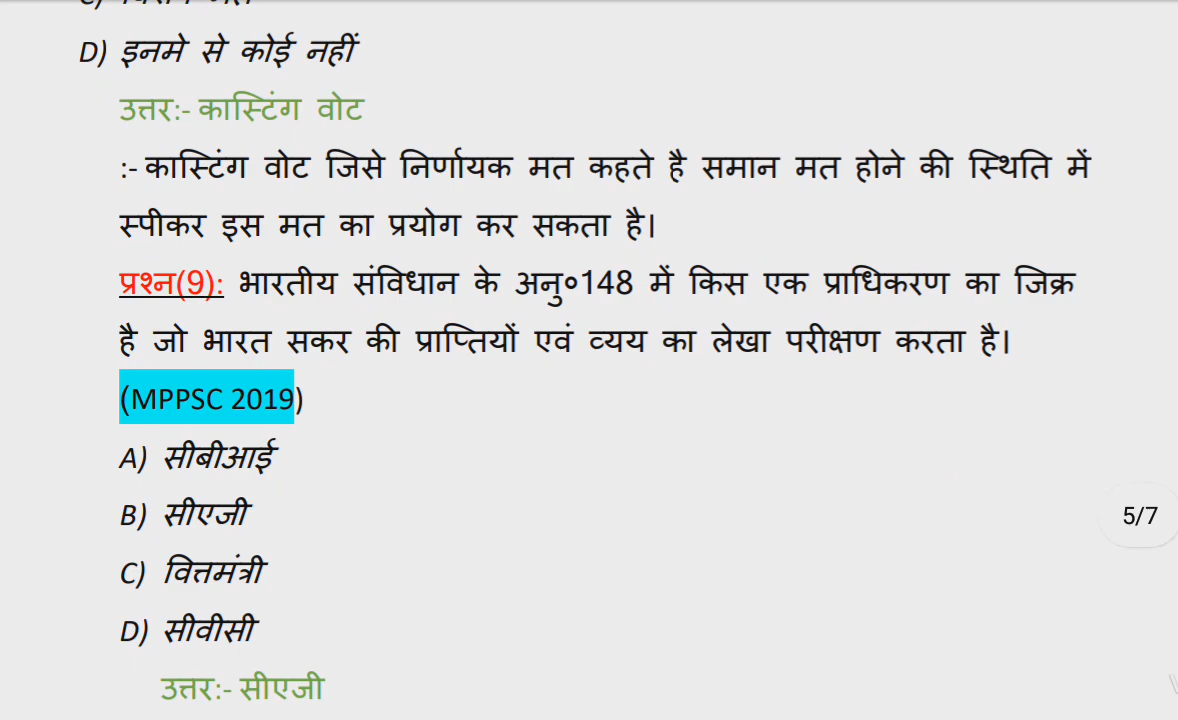 D) इनमे से कोई नहीं
उत्तर:- कास्टिंग वोट
:- कास्टिंग वोट जिसे निर्णायक मत कहते है समान मत होने की स्थिति में
स्पीकर इस मत का प्रयोग कर सकता है।
प्रश्न(9): भारतीय संविधान के अनु॰148 में किस एक प्राधिकरण का जिक्र
है जो भारत सकर की प्राप्तियों एवं व्यय का लेखा परीक्षण करता है।
(MPPSC 2019)
A) सीबीआई
B) सीएजी
5/7
C) वित्तमंत्री
D) सीवीसी
उत्तर:- सीएजी